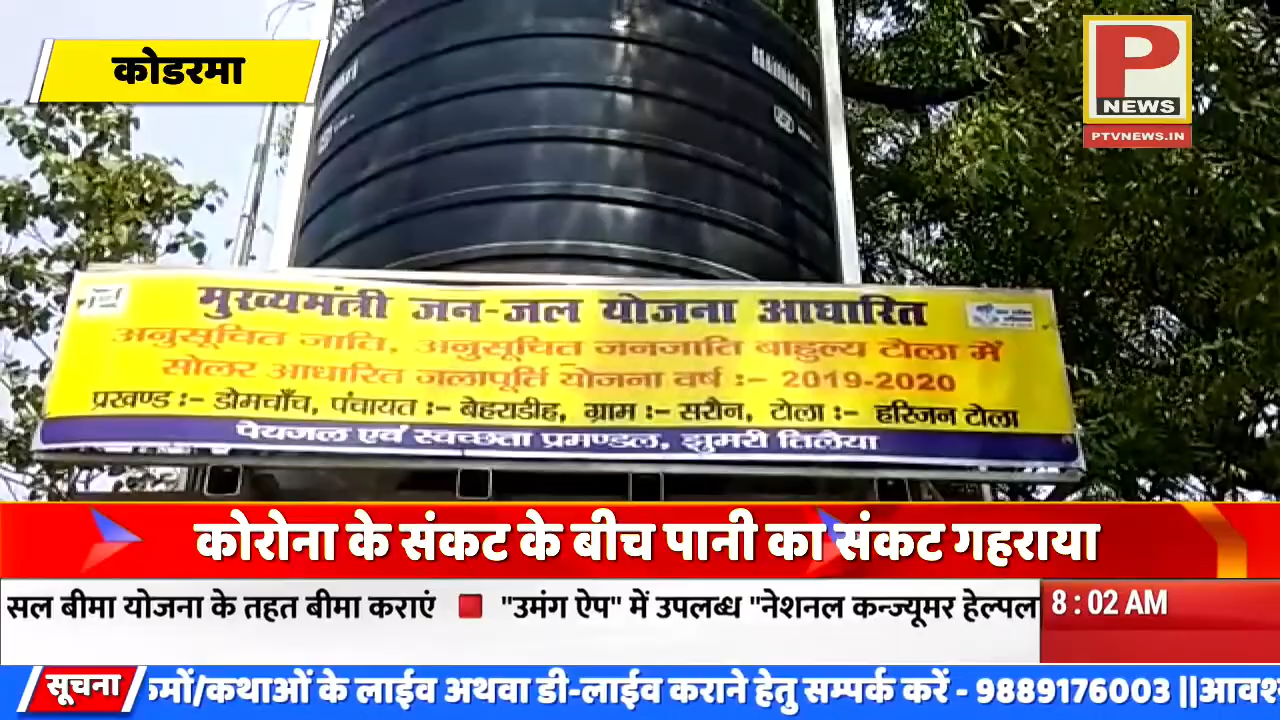 कोडरमा
P
NEWS
PTVNEWS.IN
मुख्यमंत्री जन-जल योजना आधारित
अनुसूचित जाति, अनुसूचित जनजाति बाहुल्य टोला में
सोलर आधारित जलापूर्ति योजना वर्ष :- 2019-2020
प्रखण्ड :- डोमचाँच, पंचायत :- बेहराडीह, ग्राम :- सरौन, टोला :- हरिजन टोला
पेयजल एवं स्वच्छता प्रमण्डल, झुमरी तिलैया
कोरोना के संकट के बीच पानी का संकट गहराया
सल बीमा योजना के तहत बीमा कराएं "उमंग ऐप" में उपलब्ध "नेशनल कन्ज्यूमर हेल्पल
8 : 02 AM
सूचना
मों/कथाओं के लाईव अथवा डी-लाईव कराने हेतु सम्पर्क करें - 9889176003 ||आवश